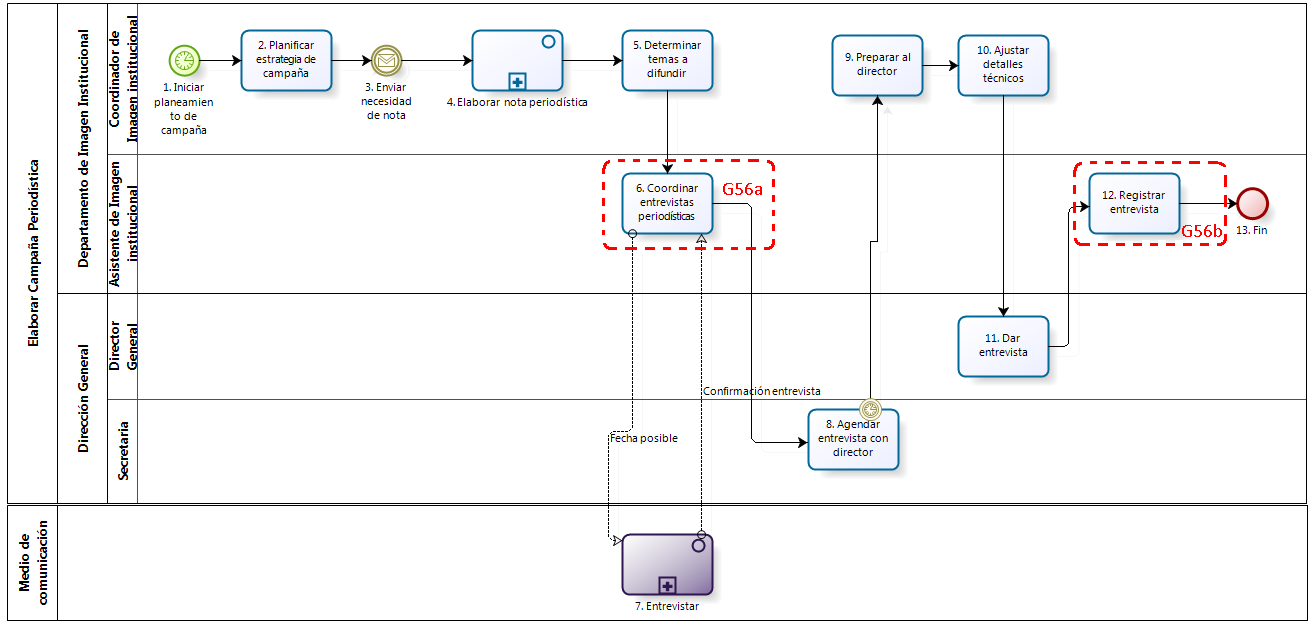 Elaborar Campaña Periodística
Departamento de Imagen Institucional
Coordinador de
Imagen institucional
1. Iniciar
planeamien
to de
campaña
2. Planificar
estrategia de
campaña
3. Enviar
necesidad
de nota
4.Elaborar nota periodística
5. Determinar
temas a
difundir
9. Preparar al
director
10. Ajustar
detalles
técnicos
Asistente de Imagen
institucional
6. Coordinar
entrevistas
periodísticas
G56a
12. Registrar
entrevista
G56b
13. Fin
Dirección General
Director
General
11. Dar
entrevista
Confirmación entrevista
Secretaria
8. Agendar
entrevista con
director
Fecha posible
Medio de
comunicación
7. Entrevistar